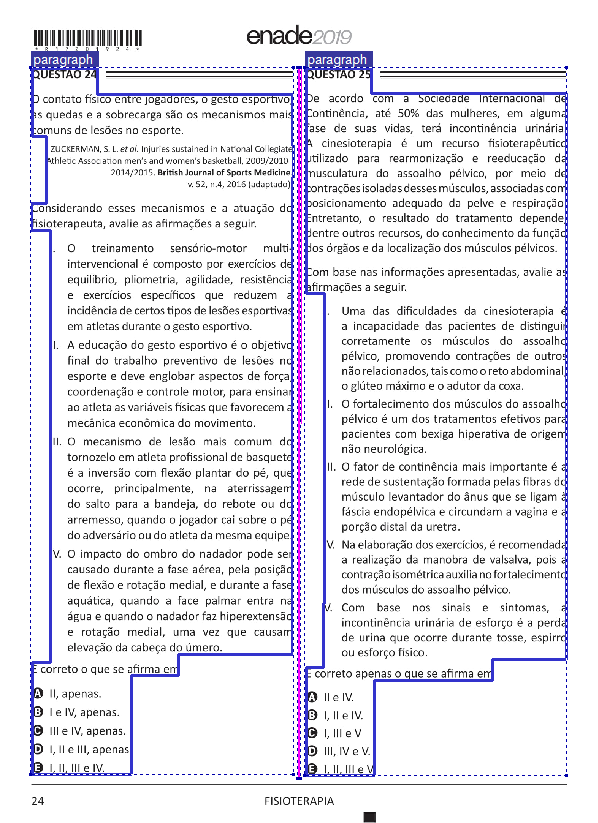 enade2019
paragraph
QUESTÃO 24
O contato físico entre jogadores, o gesto esportivo,
as quedas e a sobrecarga são os mecanismos mais
comuns de lesões no esporte.
ZUCKERMAN, S. L. et al. Injuries sustained in National Collegiate
Athletic Association men's and women's basketball, 2009/2010
2014/2015. British Journal of Sports Medicine,
v. 52, n.4, 2016 (adaptado).
Considerando esses mecanismos e a atuação do
fisioterapeuta, avalie as afirmações a seguir.
I. O treinamento sensório-motor multi-
intervencional é composto por exercícios de
equilíbrio, pliometria, agilidade, resistência
e exercícios específicos que reduzem a
incidência de certos tipos de lesões esportivas
em atletas durante o gesto esportivo.
II. A educação do gesto esportivo é o objetivo
final do trabalho preventivo de lesões no
esporte e deve englobar aspectos de força,
coordenação e controle motor, para ensinar
ao atleta as variáveis físicas que favorecem a
mecânica econômica do movimento.
III. O mecanismo de lesão mais comum do
tornozelo em atleta profissional de basquete
é a inversão com flexão plantar do pé, que
ocorre, principalmente, na aterrissagem
do salto para a bandeja, do rebote ou do
arremesso, quando o jogador cai sobre o pé
do adversário ou do atleta da mesma equipe.
IV. O impacto do ombro do nadador pode ser
causado durante a fase aérea, pela posição
de flexão e rotação medial, e durante a fase
aquática, quando a face palmar entra na
água e quando o nadador faz hiperextensão
e rotação medial, uma vez que causam
elevação da cabeça do úmero.
É correto o que se afirma em
A II, apenas.
B I e IV, apenas.
C III e IV, apenas.
D I, II e III, apenas.
E I, II, III e IV.
paragraph
QUESTÃO 25
De acordo com a Sociedade Internacional de
Continência, até 50% das mulheres, em alguma
fase de suas vidas, terá incontinência urinária.
A cinesioterapia é um recurso fisioterapêutico
utilizado para rearmonização e reeducação da
musculatura do assoalho pélvico, por meio de
contrações isoladas desses músculos, associadas com
posicionamento adequado da pelve e respiração.
Entretanto, o resultado do tratamento depende,
dentre outros recursos, do conhecimento da função
dos órgãos e da localização dos músculos pélvicos.
Com base nas informações apresentadas, avalie as
afirmações a seguir.
I. Uma das dificuldades da cinesioterapia é
a incapacidade das pacientes de distinguir
corretamente os músculos do assoalho
pélvico, promovendo contrações de outros
não relacionados, tais como o reto abdominal,
o glúteo máximo e o adutor da coxa.
II. O fortalecimento dos músculos do assoalho
pélvico é um dos tratamentos efetivos para
pacientes com bexiga hiperativa de origem
não neurológica.
III. O fator de continência mais importante é a
rede de sustentação formada pelas fibras do
músculo levantador do ânus que se ligam à
fáscia endopélvica e circundam a vagina e a
porção distal da uretra.
IV. Na elaboração dos exercícios, é recomendada
a realização da manobra de valsalva, pois a
contração isométrica auxilia no fortalecimento
dos músculos do assoalho pélvico.
V. Com base nos sinais e sintomas, a
incontinência urinária de esforço é a perda
de urina que ocorre durante tosse, espirro
ou esforço físico.
É correto apenas o que se afirma em
A II e IV.
B I, II e IV.
C I, III e V
D III, IV e V.
E I, II, III e V
24
FISIOTERAPIA